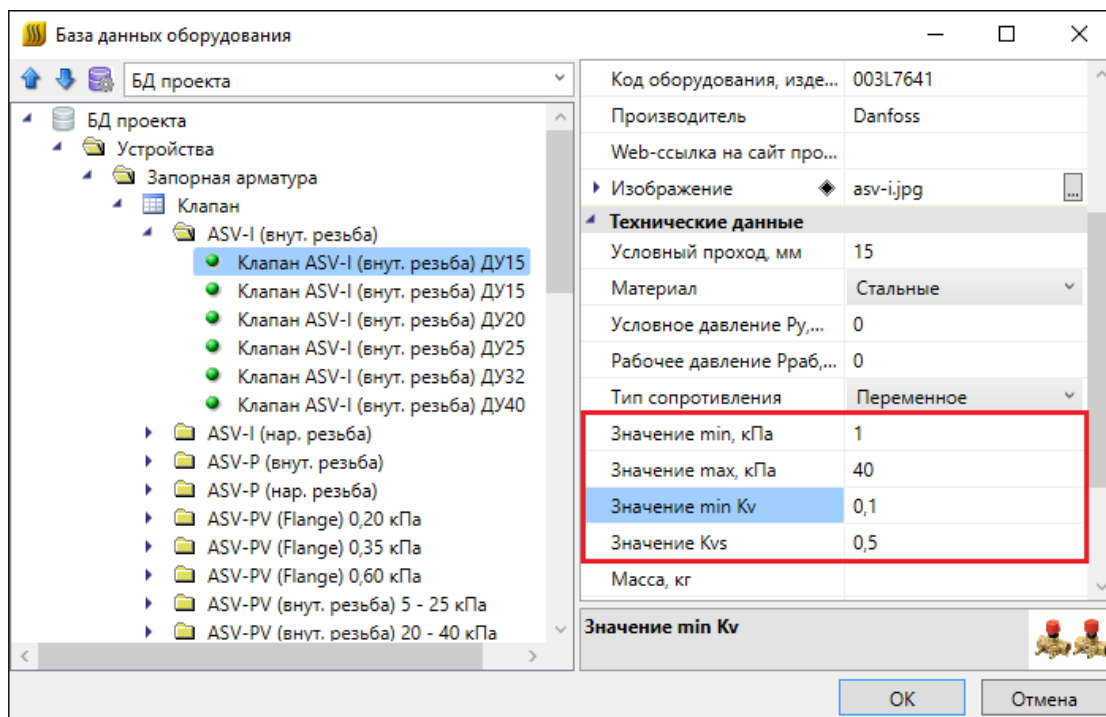 База данных оборудования
БД проекта
БД проекта
Устройства
Запорная арматура
Клапан
ASV-I (внут. резьба)
Клапан ASV-I (внут. резьба) ДУ15
Клапан ASV-I (внут. резьба) ДУ15
Клапан ASV-I (внут. резьба) ДУ20
Клапан ASV-I (внут. резьба) ДУ25
Клапан ASV-I (внут. резьба) ДУ32
Клапан ASV-I (внут. резьба) ДУ40
ASV-I (нар. резьба)
ASV-P (внут. резьба)
ASV-P (нар. резьба)
ASV-PV (Flange) 0,20 кПа
ASV-PV (Flange) 0,35 кПа
ASV-PV (Flange) 0,60 кПа
ASV-PV (внут. резьба) 5 - 25 кПа
ASV-PV (внут. резьба) 20 - 40 кПа
Код оборудования, изде... 003L7641
Производитель Danfoss
Web-ссылка на сайт про...
Изображение asv-i.jpg ...
Технические данные
Условный проход, мм 15
Материал Стальные
Условное давление Ру,... 0
Рабочее давление Рраб,... 0
Тип сопротивления Переменное
Значение min, кПа 1
Значение max, кПа 40
Значение min Kv 0,1
Значение Kvs 0,5
Масса, кг
Значение min Kv
ОК Отмена